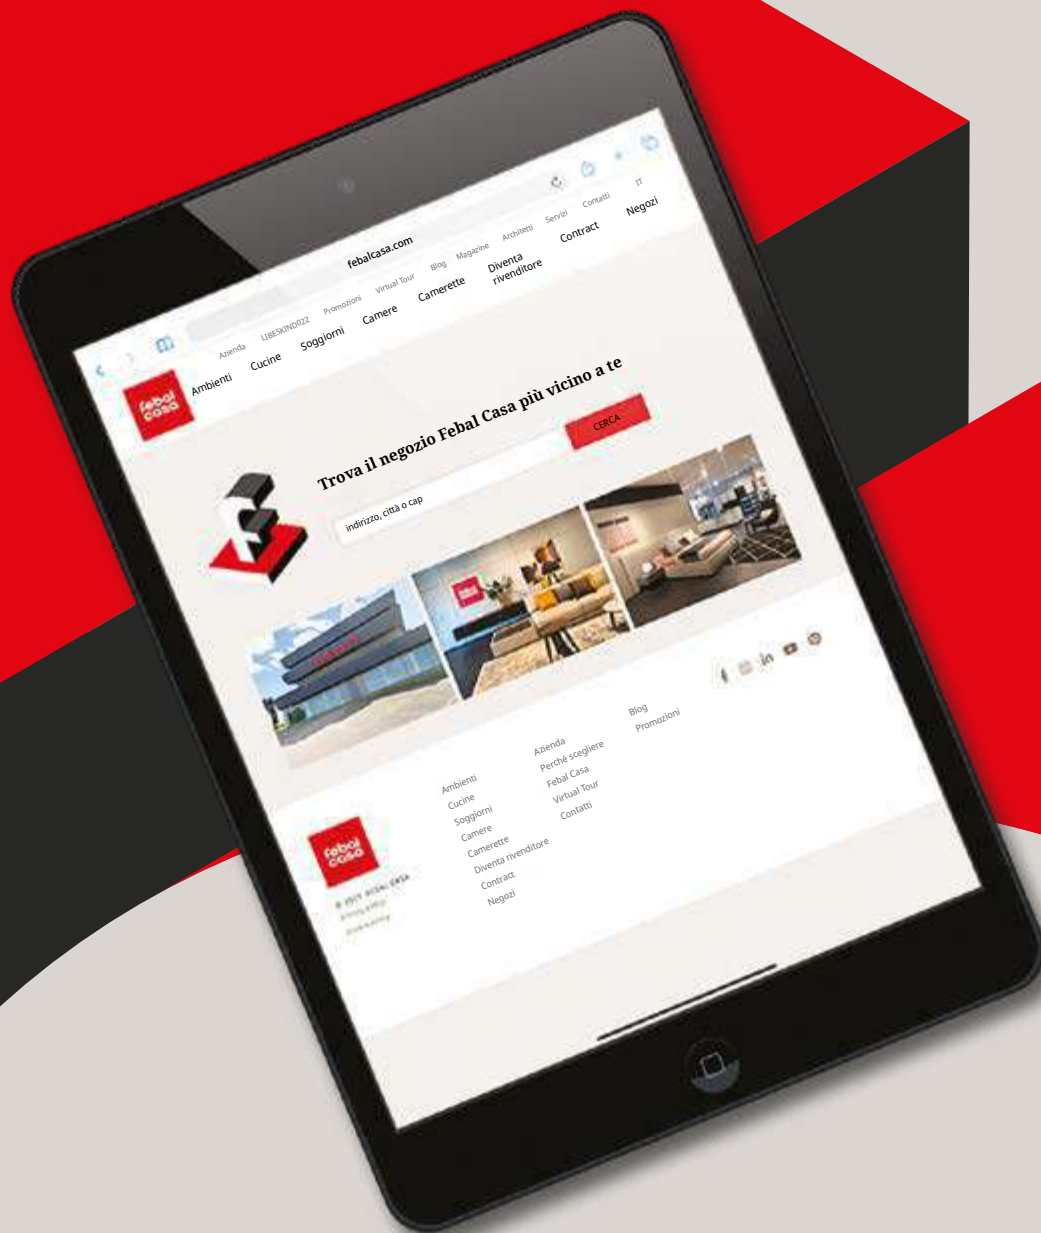 febalcasa.com
Azienda LIBESKIND022 Promozioni Virtual Tour Blog Magazine Architetti Servizi Contatti IT
Ambienti Cucine Soggiorni Camere Camerette Diventa rivenditore Contract Negozi
febal
casa
Trova il negozio Febal Casa più vicino a te
indirizzo, città o cap
CERCA
febal
casa
Ambienti
Cucine
Soggiorni
Camere
Camerette
Diventa rivenditore
Contract
Negozi
Azienda
Perché scegliere
Febal Casa
Virtual Tour
Contatti
Blog
Promozioni